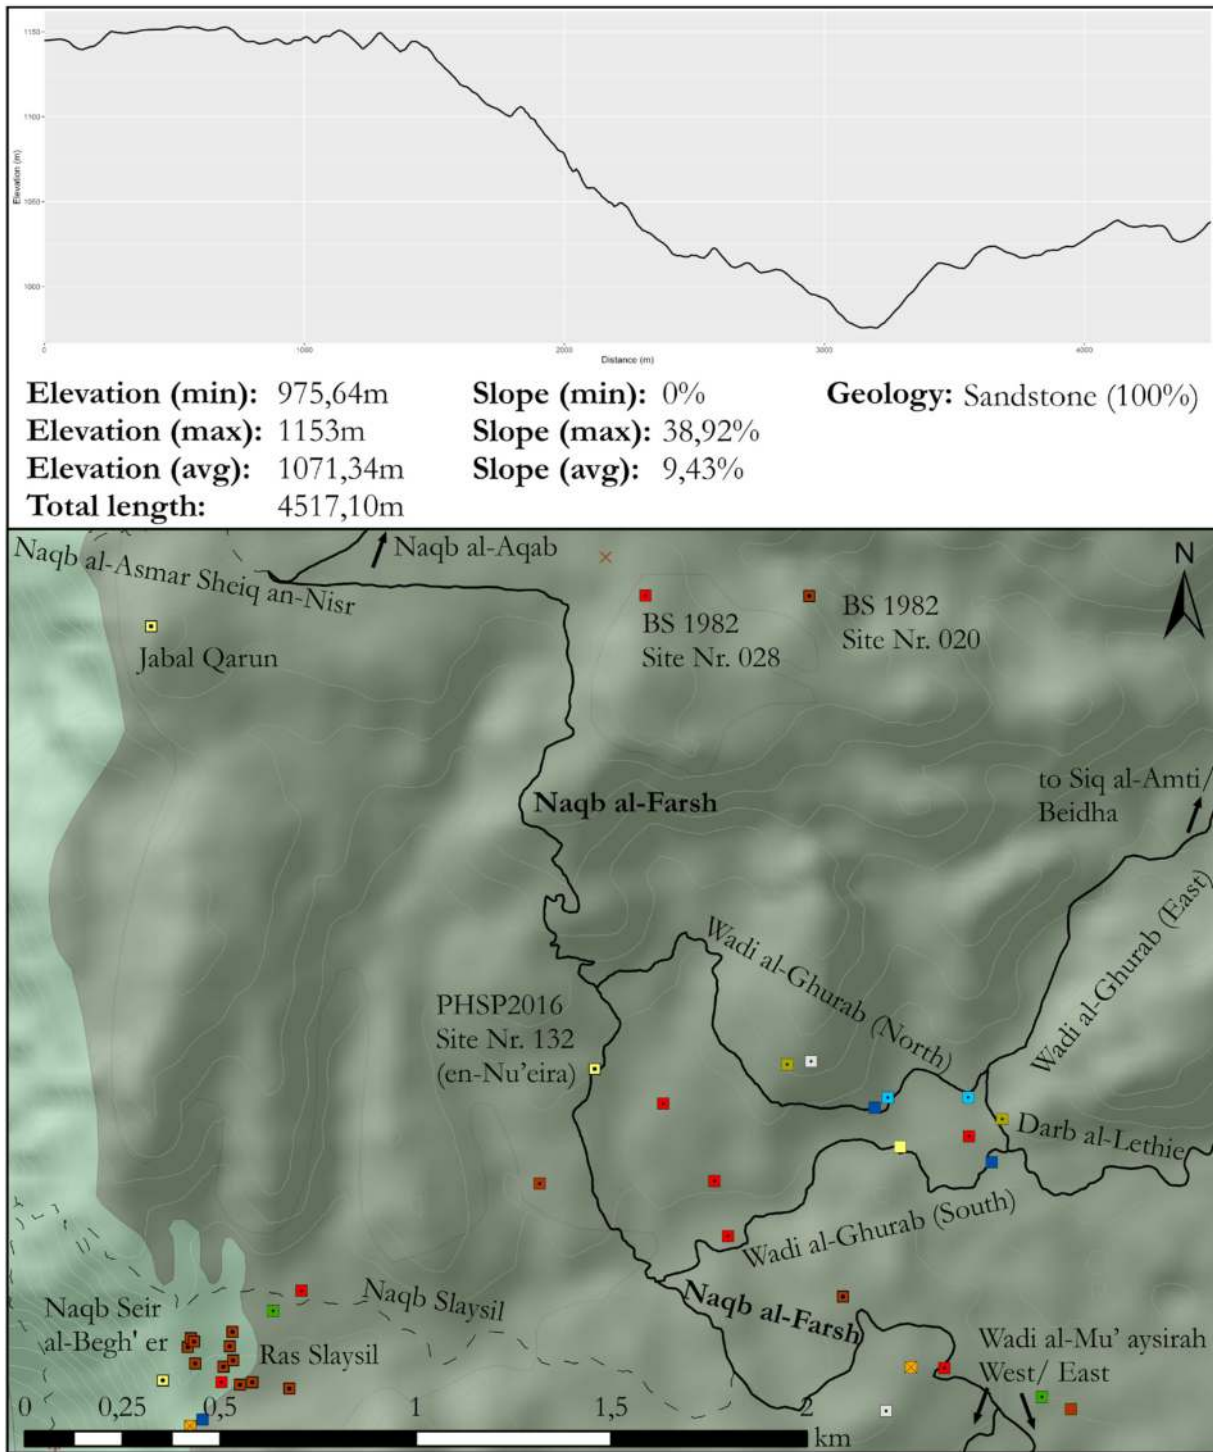 1150
1100
1050
1000
Elevation (m)
0
1000
2000
3000
4000
Distance (m)
Elevation (min): 975,64m
Elevation (max): 1153m
Elevation (avg): 1071,34m
Total length: 4517,10m
Slope (min): 0%
Slope (max): 38,92%
Slope (avg): 9,43%
Geology: Sandstone (100%)
Naqb al-Asmar Sheiq an-Nisr
Naqb al-Aqab
N
Jabal Qarun
BS 1982
Site Nr. 028
BS 1982
Site Nr. 020
to Siq al-Amti/
Beidha
Naqb al-Farsh
Wadi al-Ghurab (North)
Wadi al-Ghurab (East)
PHSP2016
Site Nr. 132
(en-Nu'eira)
Darb al-Lethie
Wadi al-Ghurab (South)
Naqb Slaysil
Naqb al-Farsh
Naqb Seir
al-Begh' er
Ras Slaysil
Wadi al-Mu' aysirah
West/ East
0 0,25 0,5 1 1,5 2
km